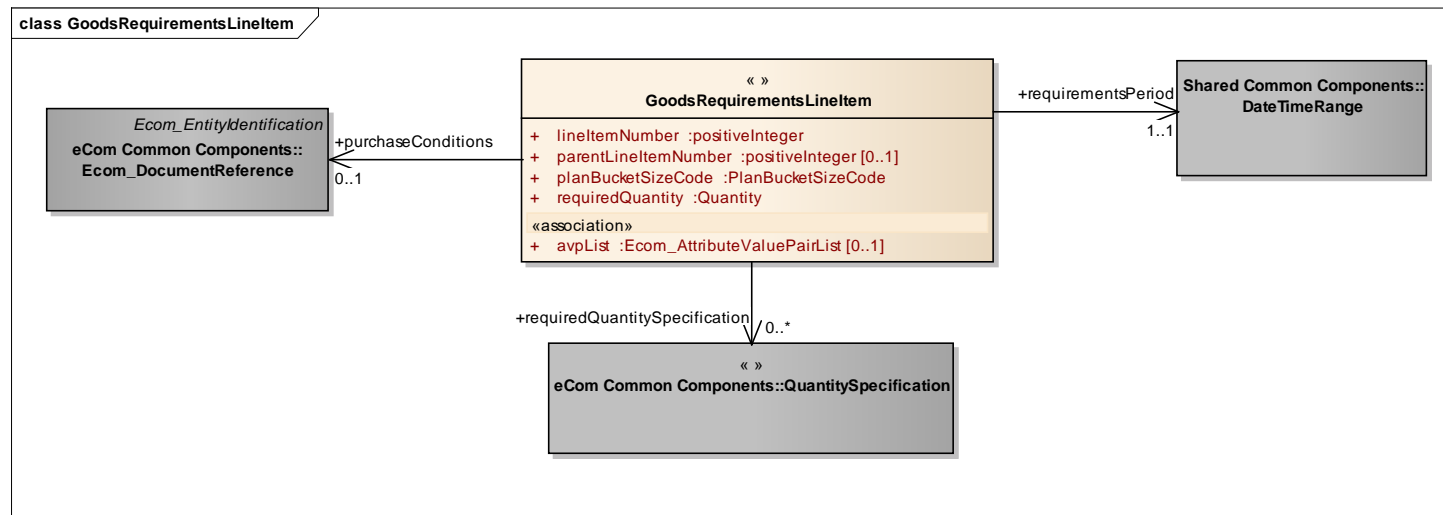 class GoodsRequirementsLineItem
Ecom_EntityIdentification
eCom Common Components::
Ecom_DocumentReference
+purchaseConditions
0..1
« »
GoodsRequirementsLineItem
+ lineItemNumber :positiveInteger
+ parentLineItemNumber :positiveInteger [0..1]
+ planBucketSizeCode :PlanBucketSizeCode
+ requiredQuantity :Quantity
«association»
+ avpList :Ecom_AttributeValuePairList [0..1]
+requirementsPeriod
1..1
Shared Common Components::
DateTimeRange
+requiredQuantitySpecification
0..*
« »
eCom Common Components::QuantitySpecification